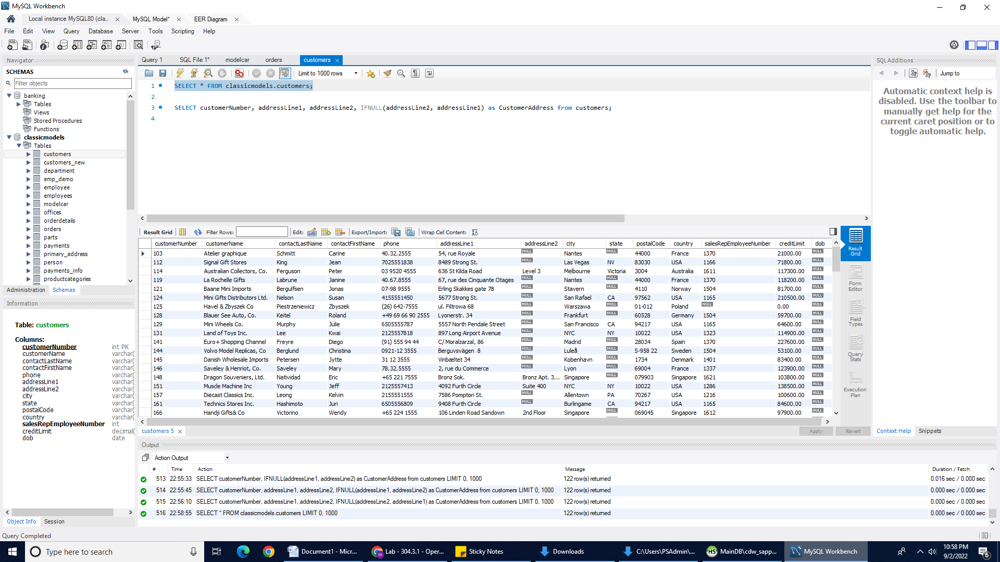 MySQL Workbench
Local instance MySQL80 (cla... MySQL Model* EER Diagram
File Edit View Query Database Server Tools Scripting Help
Navigator
SCHEMAS
Filter objects
banking
Tables
Views
Stored Procedures
Functions
classicmodels
Tables
customers
customers_new
department
emp_demo
employee
employees
modelcar
offices
orderdetails
orders
parts
payments
primary_address
person
payments_info
productcategories
Administration Schemas
Information
Table: customers
Columns:
customerNumber int PK
customerName varchar(
contactLastName varchar(
contactFirstName varchar(
phone varchar(
addressLine1 varchar(
addressLine2 varchar(
city varchar(
state varchar(
postalCode varchar(
country varchar(
salesRepEmployeeNumber int
creditLimit decimal(
dob date
Object Info Session
Query Completed
Query 1 SQL File 1* modelcar orders customers
Limit to 1000 rows
1 SELECT * FROM classicmodels.customers;
2
3 SELECT customerNumber, addressLine1, addressLine2, IFNULL(addressLine2, addressLine1) as CustomerAddress from customers;
4
Result Grid Filter Rows: Edit: Export/Import: Wrap Cell Content:
customerNumber customerName contactLastName contactFirstName phone addressLine1 addressLine2 city state postalCode country salesRepEmployeeNumber creditLimit dob
103 Atelier graphique Schmitt Carine 40.32.2555 54, rue Royale NULL Nantes NULL 44000 France 1370 21000.00 NULL
112 Signal Gift Stores King Jean 7025551838 8489 Strong St. NULL Las Vegas NV 83030 USA 1166 71800.00 NULL
114 Australian Collectors, Co. Ferguson Peter 03 9520 4555 636 St Kilda Road Level 3 Melbourne Victoria 3004 Australia 1611 117300.00 NULL
119 La Rochelle Gifts Labrune Janine 40.67.8555 67, rue des Cinquante Otages NULL Nantes NULL 44000 France 1370 118200.00 NULL
121 Baane Mini Imports Bergulfsen Jonas 07-98 9555 Erling Skakkes gate 78 NULL Stavern NULL 4110 Norway 1504 81700.00 NULL
124 Mini Gifts Distributors Ltd. Nelson Susan 4155551450 5677 Strong St. NULL San Rafael CA 97562 USA 1165 210500.00 NULL
125 Havel & Zbyszek Co Piestrzeniewicz Zbyszek (26) 642-7555 ul. Filtrowa 68 NULL Warszawa NULL 01-012 Poland NULL 0.00 NULL
128 Blauer See Auto, Co. Keitel Roland +49 69 66 90 2555 Lyonerstr. 34 NULL Frankfurt NULL 60528 Germany 1504 59700.00 NULL
129 Mini Wheels Co. Murphy Julie 6505555787 5557 North Pendale Street NULL San Francisco CA 94217 USA 1165 64600.00 NULL
131 Land of Toys Inc. Lee Kwai 2125557818 897 Long Airport Avenue NULL NYC NY 10022 USA 1323 114900.00 NULL
141 Euro+ Shopping Channel Freyre Diego (91) 555 94 44 C/ Moralzarzal, 86 NULL Madrid NULL 28034 Spain 1370 227600.00 NULL
144 Volvo Model Replicas, Co Berglund Christina 0921-12 3555 Berguvsvägen 8 NULL Luleå NULL S-958 22 Sweden 1504 53100.00 NULL
145 Danish Wholesale Imports Petersen Jytte 31 12 3555 Vinbæltet 34 NULL Kobenhavn NULL 1734 Denmark 1401 83400.00 NULL
146 Saveley & Henriot, Co. Saveley Mary 78.32.5555 2, rue du Commerce NULL Lyon NULL 69004 France 1337 123900.00 NULL
148 Dragon Souveniers, Ltd. Natividad Eric +65 221 7555 Bronz Sok. Bronz Apt. 3... Singapore NULL 079903 Singapore 1621 103800.00 NULL
151 Muscle Machine Inc Young Jeff 2125557413 4092 Furth Circle Suite 400 NYC NY 10022 USA 1286 138500.00 NULL
157 Diecast Classics Inc. Leong Kelvin 2155551555 7586 Pompton St. NULL Allentown PA 70267 USA 1216 100600.00 NULL
161 Technics Stores Inc. Hashimoto Juri 6505556809 9408 Furth Circle NULL Burlingame CA 94217 USA 1165 84600.00 NULL
166 Handji Gifts& Co Victorino Wendy +65 224 1555 106 Linden Road Sandown 2nd Floor Singapore NULL 069045 Singapore 1612 97900.00 NULL
customers 5 Apply Revert
Result Grid
Form Editor
Field Types
Query Stats
Execution Plan
SQLAdditions
Jump to
Automatic context help is
disabled. Use the toolbar to
manually get help for the
current caret position or to
toggle automatic help.
Context Help Snippets
Output
Action Output
# Time Action Message Duration / Fetch
513 22:55:33 SELECT customerNumber, IFNULL(addressLine1, addressLine2) as CustomerAddress from customers LIMIT 0, 1000 122 row(s) returned 0.016 sec / 0.000 sec
514 22:55:45 SELECT customerNumber, addressLine1, addressLine2, IFNULL(addressLine1, addressLine2) as CustomerAddress from customers LIMIT 0, 1000 122 row(s) returned 0.000 sec / 0.000 sec
515 22:56:10 SELECT customerNumber, addressLine1, addressLine2, IFNULL(addressLine2, addressLine1) as CustomerAddress from customers LIMIT 0, 1000 122 row(s) returned 0.000 sec / 0.000 sec
516 22:58:55 SELECT * FROM classicmodels.customers LIMIT 0, 1000 122 row(s) returned 0.000 sec / 0.000 sec
Type here to search Document1 - Micr... Lab - 304.3.1 - Oper... Sticky Notes Downloads C:\Users\PSAdmin\... MainDB\cdw_sapp... MySQL Workbench 10:58 PM
9/2/2022 6